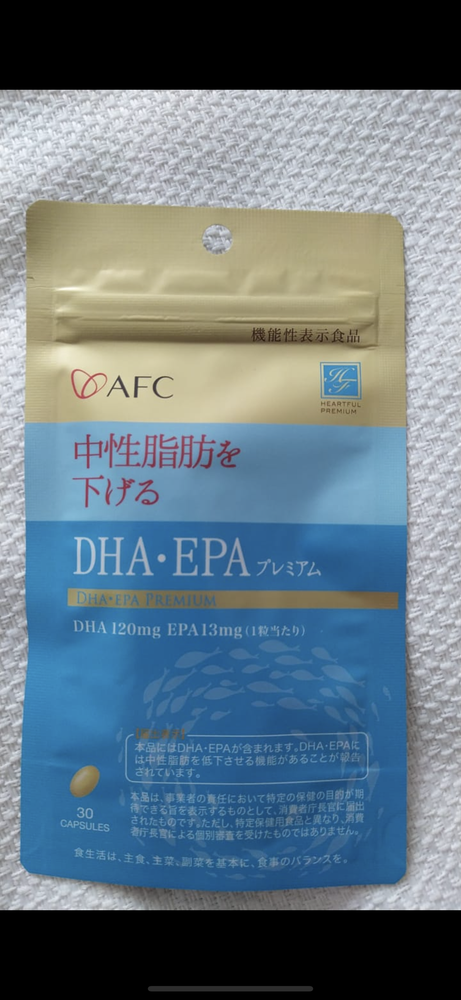 機能性表示食品
AFC
HF
HEARTFUL
PREMIUM
中性脂肪を
下げる
DHA・EPA プレミアム
DHA・EPA PREMIUM
DHA 120mg EPA 13mg (1粒当たり)
本品にはDHA・EPAが含まれます。DHA・EPAに
は中性脂肪を低下させる機能があることが報告
されています。
本品は、事業者の責任において特定の保健の目的が期
待できる旨を表示するものとして、消費者庁長官に届出
されたものです。ただし、特定保健用食品と異なり、消費
者庁長官による個別審査を受けたものではありません。
30
CAPSULES
食生活は、主食、主菜、副菜を基本に、食事のバランスを。